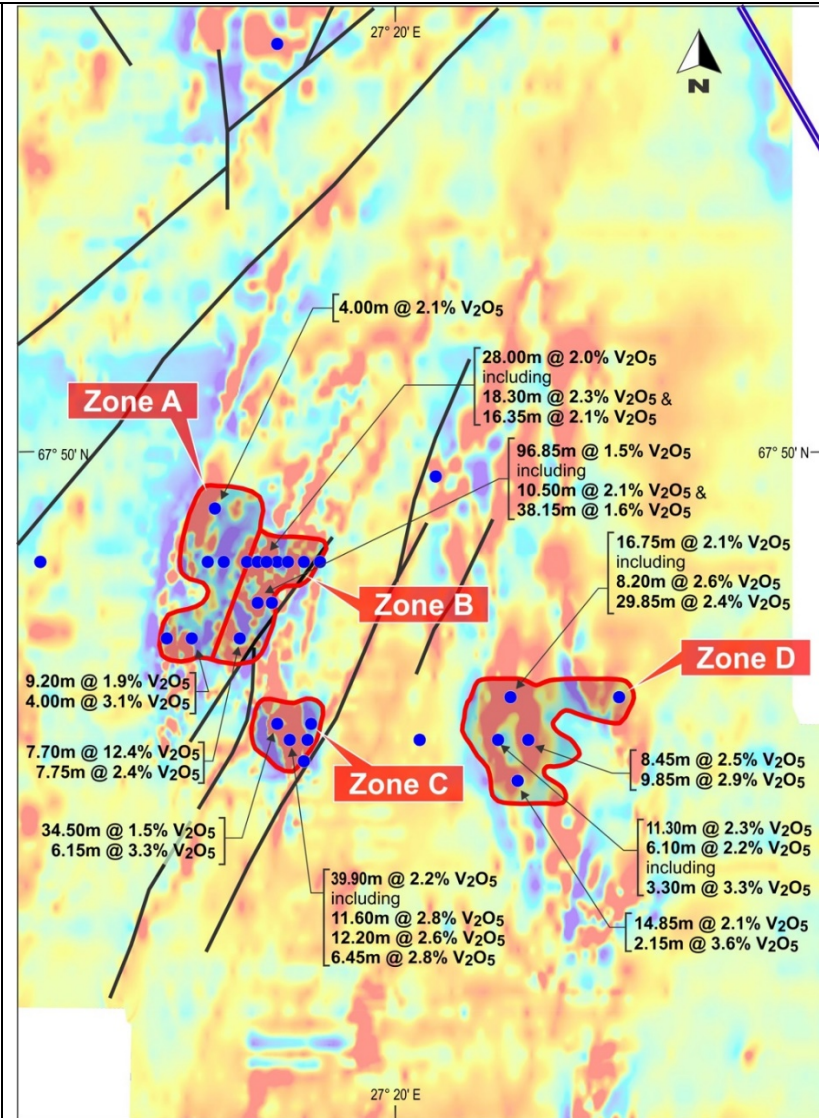 27° 20' E
N
4.00m @ 2.1% V₂O₅
28.00m @ 2.0% V₂O₅
including
18.30m @ 2.3% V₂O₅ &
16.35m @ 2.1% V₂O₅
Zone A
67° 50' N
67° 50' N
96.85m @ 1.5% V₂O₅
including
10.50m @ 2.1% V₂O₅ &
38.15m @ 1.6% V₂O₅
16.75m @ 2.1% V₂O₅
including
8.20m @ 2.6% V₂O₅
29.85m @ 2.4% V₂O₅
Zone B
Zone D
9.20m @ 1.9% V₂O₅
4.00m @ 3.1% V₂O₅
7.70m @ 12.4% V₂O₅
7.75m @ 2.4% V₂O₅
Zone C
8.45m @ 2.5% V₂O₅
9.85m @ 2.9% V₂O₅
34.50m @ 1.5% V₂O₅
6.15m @ 3.3% V₂O₅
11.30m @ 2.3% V₂O₅
6.10m @ 2.2% V₂O₅
including
3.30m @ 3.3% V₂O₅
39.90m @ 2.2% V₂O₅
including
11.60m @ 2.8% V₂O₅
12.20m @ 2.6% V₂O₅
6.45m @ 2.8% V₂O₅
14.85m @ 2.1% V₂O₅
2.15m @ 3.6% V₂O₅
27° 20' E